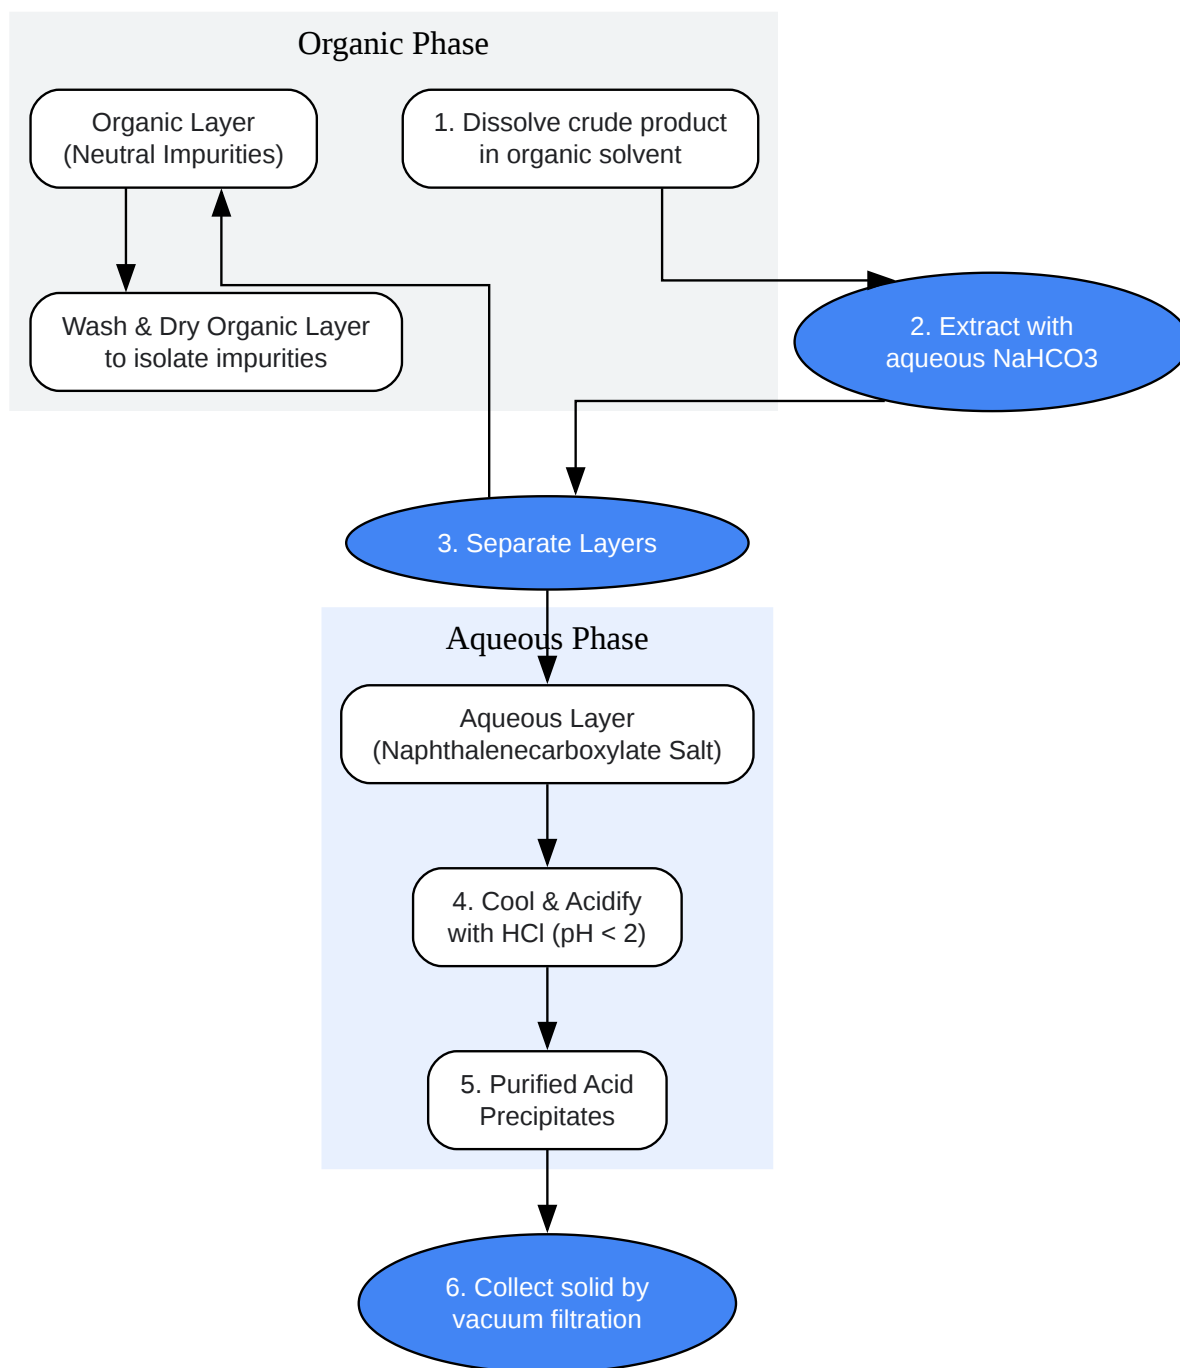 Organic Phase
Organic Layer
(Neutral Impurities)
1. Dissolve crude product
in organic solvent
Wash & Dry Organic Layer
to isolate impurities
2. Extract with
aqueous NaHCO3
3. Separate Layers
Aqueous Phase
Aqueous Layer
(Naphthalenecarboxylate Salt)
4. Cool & Acidify
with HCl (pH < 2)
5. Purified Acid
Precipitates
6. Collect solid by
vacuum filtration